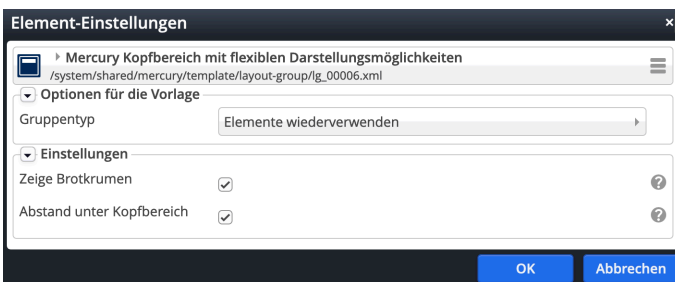 Element-Einstellungen ×
Mercury Kopfbereich mit flexiblen Darstellungsmöglichkeiten
/system/shared/mercury/template/layout-group/lg_00006.xml
Optionen für die Vorlage
Gruppentyp Elemente wiederverwenden
Einstellungen
Zeige Brotkrumen ?
Abstand unter Kopfbereich ?
OK Abbrechen